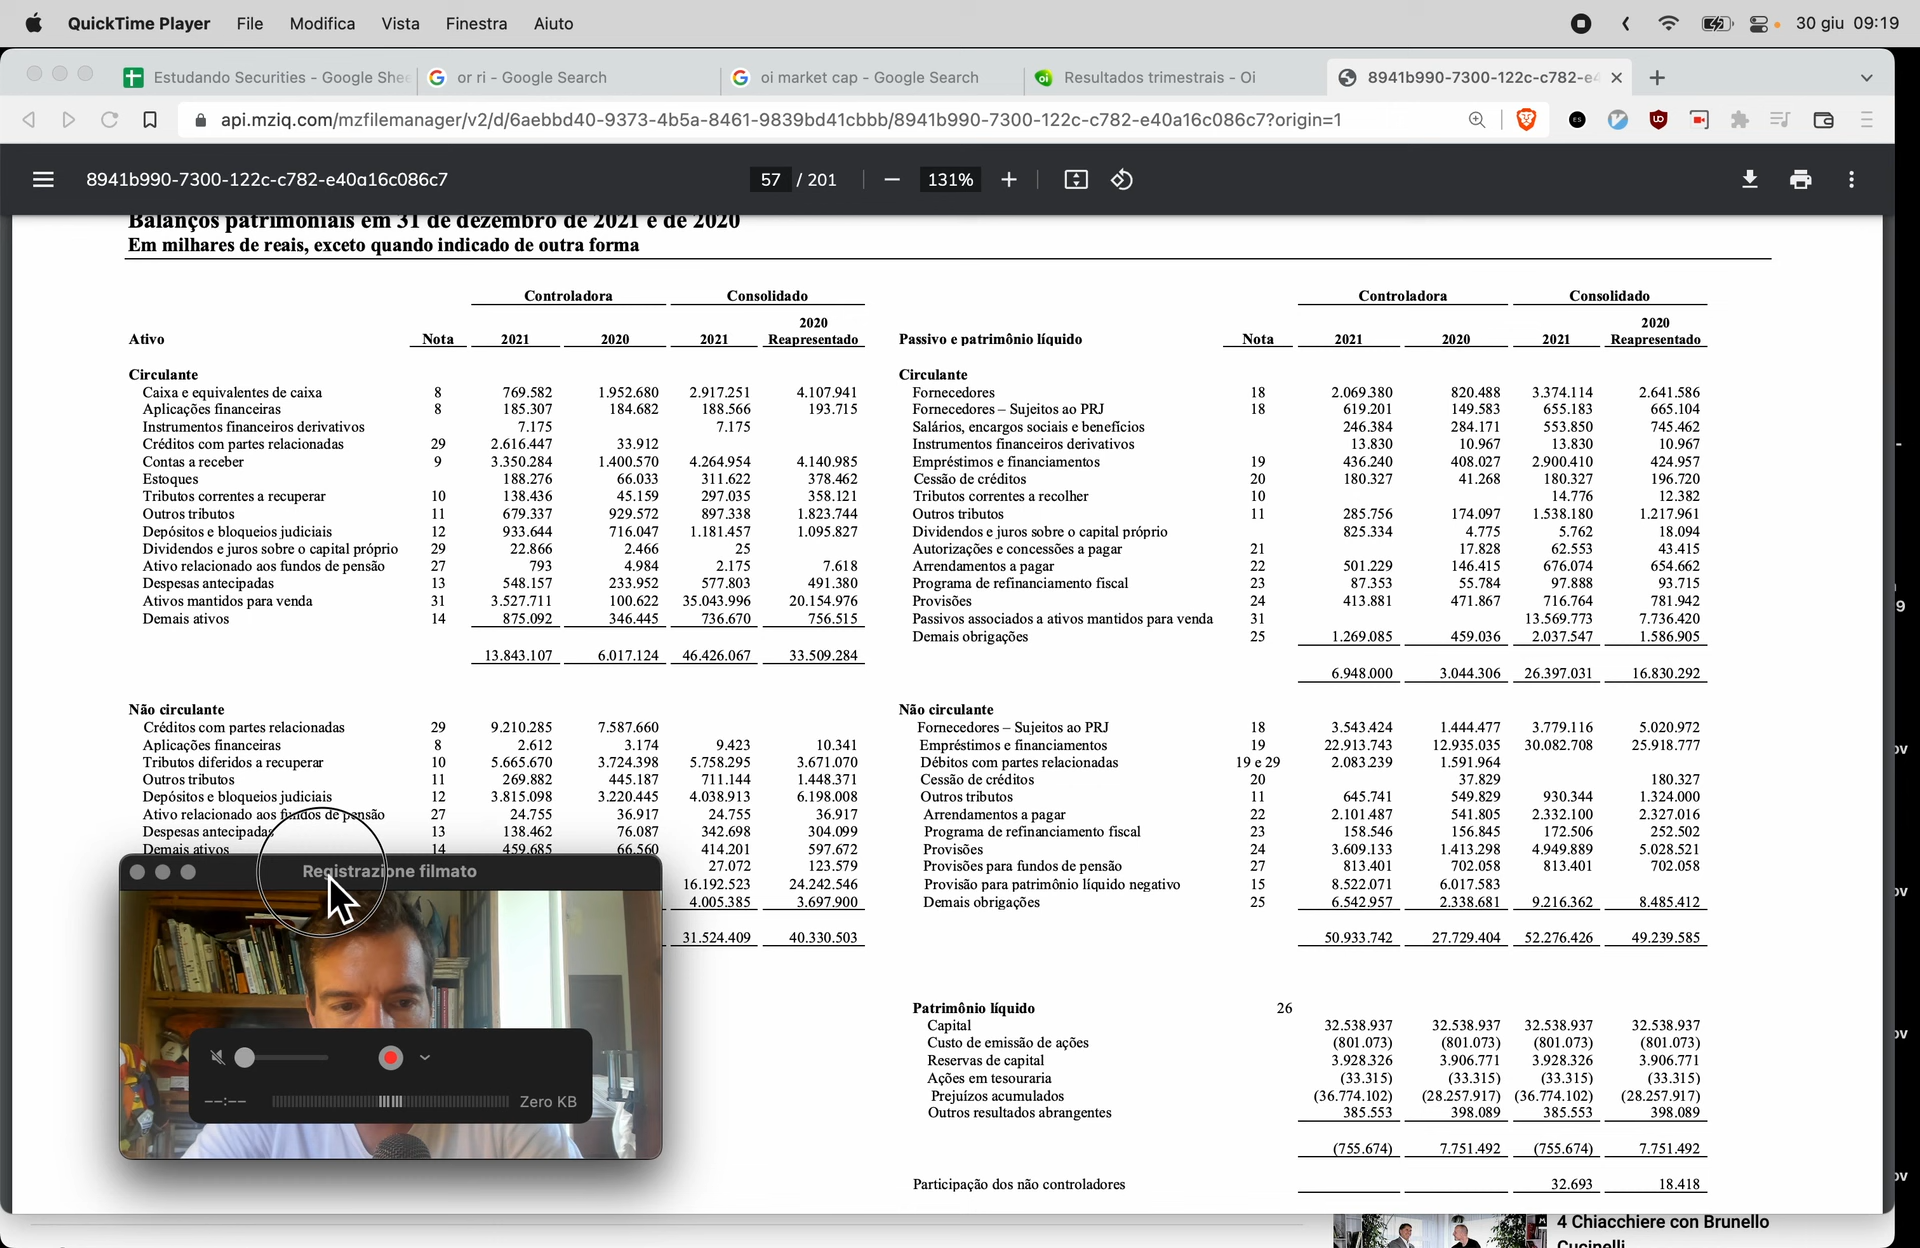 QuickTime Player File Modifica Vista Finestra Aiuto 30 giu 09:19
Estudando Securities - Google Shee or ri - Google Search oi market cap - Google Search oi Resultados trimestrais - Oi 8941b990-7300-122c-c782-e4
api.mziq.com/mzfilemanager/v2/d/6aebbd40-9373-4b5a-8461-9839bd41cbbb/8941b990-7300-122c-c782-e40a16c086c7?origin=1
8941b990-7300-122c-c782-e40a16c086c7 57 / 201 131%
Balanços patrimoniais em 31 de dezembro de 2021 e de 2020
Em milhares de reais, exceto quando indicado de outra forma
Controladora Consolidado
2020
Ativo Nota 2021 2020 2021 Reapresentado
Circulante
Caixa e equivalentes de caixa 8 769.582 1.952.680 2.917.251 4.107.941
Aplicações financeiras 8 185.307 184.682 188.566 193.715
Instrumentos financeiros derivativos 7.175 7.175
Créditos com partes relacionadas 29 2.616.447 33.912
Contas a receber 9 3.350.284 1.400.570 4.264.954 4.140.985
Estoques 188.276 66.033 311.622 378.462
Tributos correntes a recuperar 10 138.436 45.159 297.035 358.121
Outros tributos 11 679.337 929.572 897.338 1.823.744
Depósitos e bloqueios judiciais 12 933.644 716.047 1.181.457 1.095.827
Dividendos e juros sobre o capital próprio 29 22.866 2.466 25
Ativo relacionado aos fundos de pensão 27 793 4.984 2.175 7.618
Despesas antecipadas 13 548.157 233.952 577.803 491.380
Ativos mantidos para venda 31 3.527.711 100.622 35.043.996 20.154.976
Demais ativos 14 875.092 346.445 736.670 756.515
13.843.107 6.017.124 46.426.067 33.509.284
Não circulante
Créditos com partes relacionadas 29 9.210.285 7.587.660
Aplicações financeiras 8 2.612 3.174 9.423 10.341
Tributos diferidos a recuperar 10 5.665.670 3.724.398 5.758.295 3.671.070
Outros tributos 11 269.882 445.187 711.144 1.448.371
Depósitos e bloqueios judiciais 12 3.815.098 3.220.445 4.038.913 6.198.008
Ativo relacionado aos fundos de pensão 27 24.755 36.917 24.755 36.917
Despesas antecipadas 13 138.462 76.087 342.698 304.099
Demais ativos 14 459.685 66.560 414.201 597.672
27.072 123.579
16.192.523 24.242.546
4.005.385 3.697.900
31.524.409 40.330.503
Controladora Consolidado
2020
Passivo e patrimônio líquido Nota 2021 2020 2021 Reapresentado
Circulante
Fornecedores 18 2.069.380 820.488 3.374.114 2.641.586
Fornecedores – Sujeitos ao PRJ 18 619.201 149.583 655.183 665.104
Salários, encargos sociais e benefícios 246.384 284.171 553.850 745.462
Instrumentos financeiros derivativos 13.830 10.967 13.830 10.967
Empréstimos e financiamentos 19 436.240 408.027 2.900.410 424.957
Cessão de créditos 20 180.327 41.268 180.327 196.720
Tributos correntes a recolher 10 14.776 12.382
Outros tributos 11 285.756 174.097 1.538.180 1.217.961
Dividendos e juros sobre o capital próprio 825.334 4.775 5.762 18.094
Autorizações e concessões a pagar 21 17.828 62.553 43.415
Arrendamentos a pagar 22 501.229 146.415 676.074 654.662
Programa de refinanciamento fiscal 23 87.353 55.784 97.888 93.715
Provisões 24 413.881 471.867 716.764 781.942
Passivos associados a ativos mantidos para venda 31 13.569.773 7.736.420
Demais obrigações 25 1.269.085 459.036 2.037.547 1.586.905
6.948.000 3.044.306 26.397.031 16.830.292
Não circulante
Fornecedores – Sujeitos ao PRJ 18 3.543.424 1.444.477 3.779.116 5.020.972
Empréstimos e financiamentos 19 22.913.743 12.935.035 30.082.708 25.918.777
Débitos com partes relacionadas 19 e 29 2.083.239 1.591.964
Cessão de créditos 20 37.829 180.327
Outros tributos 11 645.741 549.829 930.344 1.324.000
Arrendamentos a pagar 22 2.101.487 541.805 2.332.100 2.327.016
Programa de refinanciamento fiscal 23 158.546 156.845 172.506 252.502
Provisões 24 3.609.133 1.413.298 4.949.889 5.028.521
Provisões para fundos de pensão 27 813.401 702.058 813.401 702.058
Provisão para patrimônio líquido negativo 15 8.522.071 6.017.583
Demais obrigações 25 6.542.957 2.338.681 9.216.362 8.485.412
50.933.742 27.729.404 52.276.426 49.239.585
Patrimônio líquido 26
Capital 32.538.937 32.538.937 32.538.937 32.538.937
Custo de emissão de ações (801.073) (801.073) (801.073) (801.073)
Reservas de capital 3.928.326 3.906.771 3.928.326 3.906.771
Ações em tesouraria (33.315) (33.315) (33.315) (33.315)
Prejuízos acumulados (36.774.102) (28.257.917) (36.774.102) (28.257.917)
Outros resultados abrangentes 385.553 398.089 385.553 398.089
(755.674) 7.751.492 (755.674) 7.751.492
Participação dos não controladores 32.693 18.418
Registrazione filmato
--:-- Zero KB
4 Chiacchiere con Brunello
Cucinelli